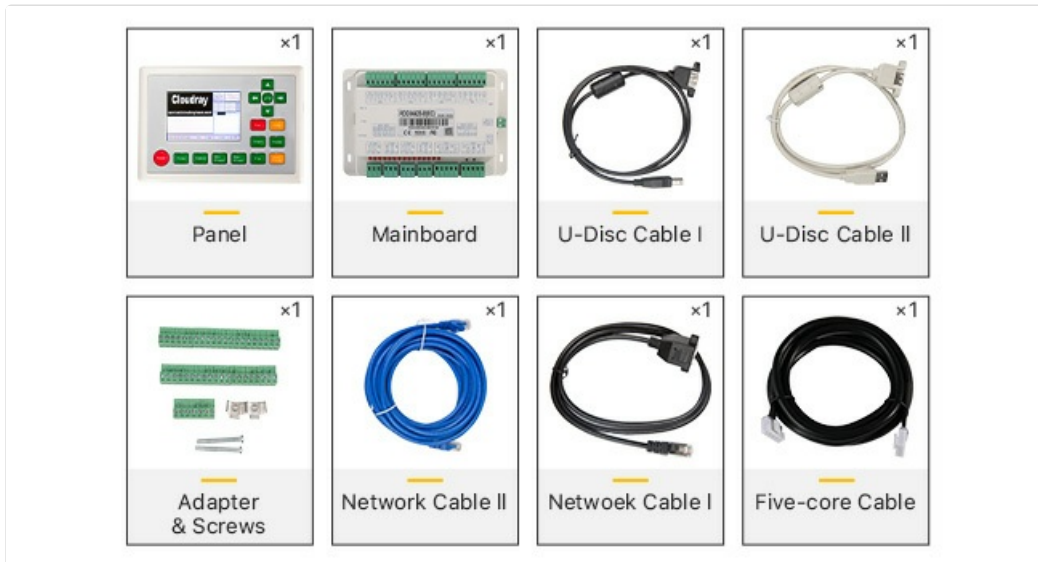 ×1
×1
×1
×1
Cloudray
Panel
Mainboard
U-Disc Cable I
U-Disc Cable II
×1
×1
×1
×1
Adapter
& Screws
Network Cable II
Netwoek Cable I
Five-core Cable